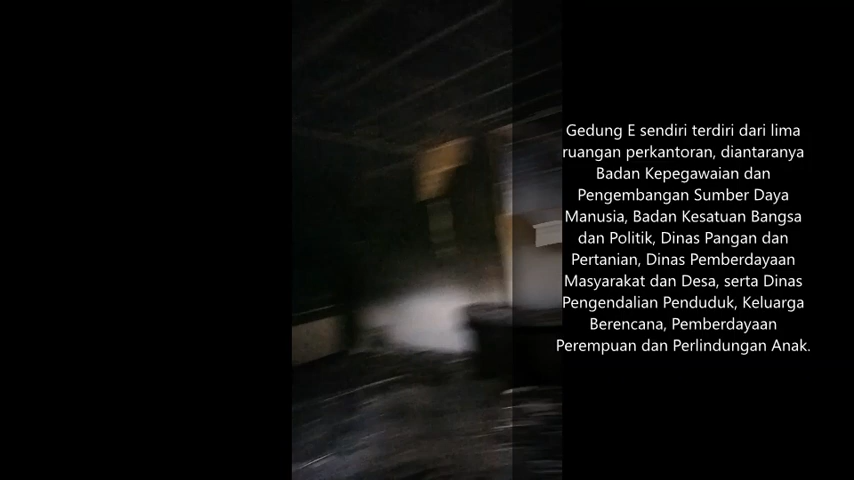 Gedung E sendiri terdiri dari lima
ruangan perkantoran, diantaranya
Badan Kepegawaian dan
Pengembangan Sumber Daya
Manusia, Badan Kesatuan Bangsa
dan Politik, Dinas Pangan dan
Pertanian, Dinas Pemberdayaan
Masyarakat dan Desa, serta Dinas
Pengendalian Penduduk, Keluarga
Berencana, Pemberdayaan
Perempuan dan Perlindungan Anak.